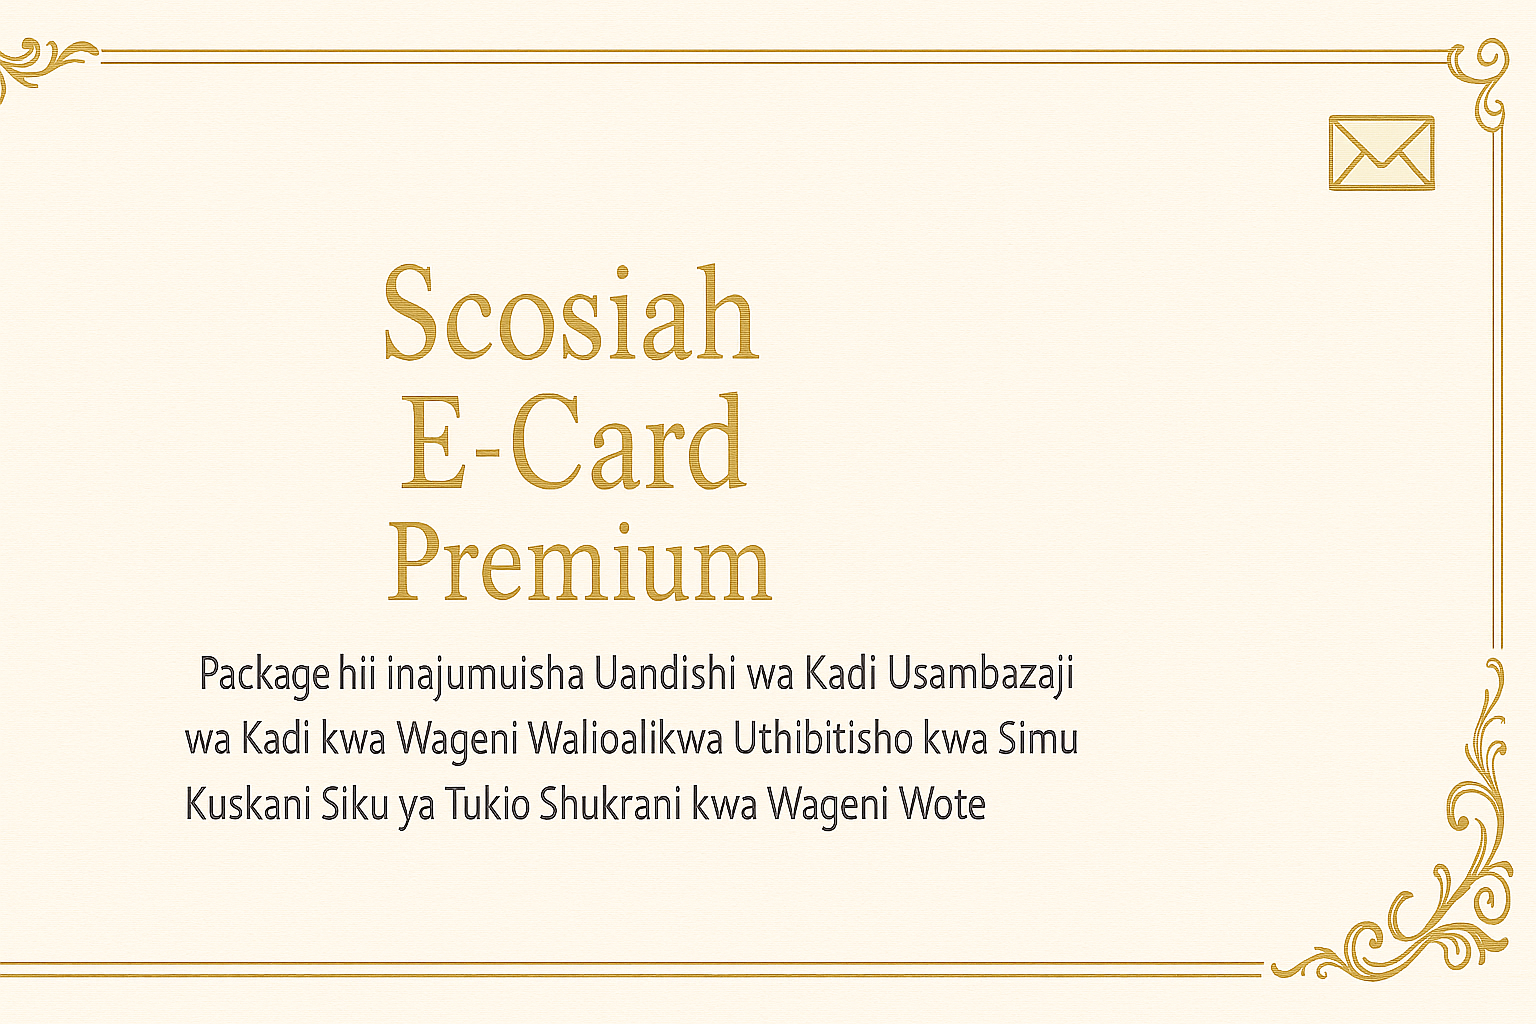 Scosiah
E-Card
Premium
Package hii inajumuisha Uandishi wa Kadi Usambazaji
wa Kadi kwa Wageni Walioalikwa Uthibitisho kwa Simu
Kuskani Siku ya Tukio Shukrani kwa Wageni Wote